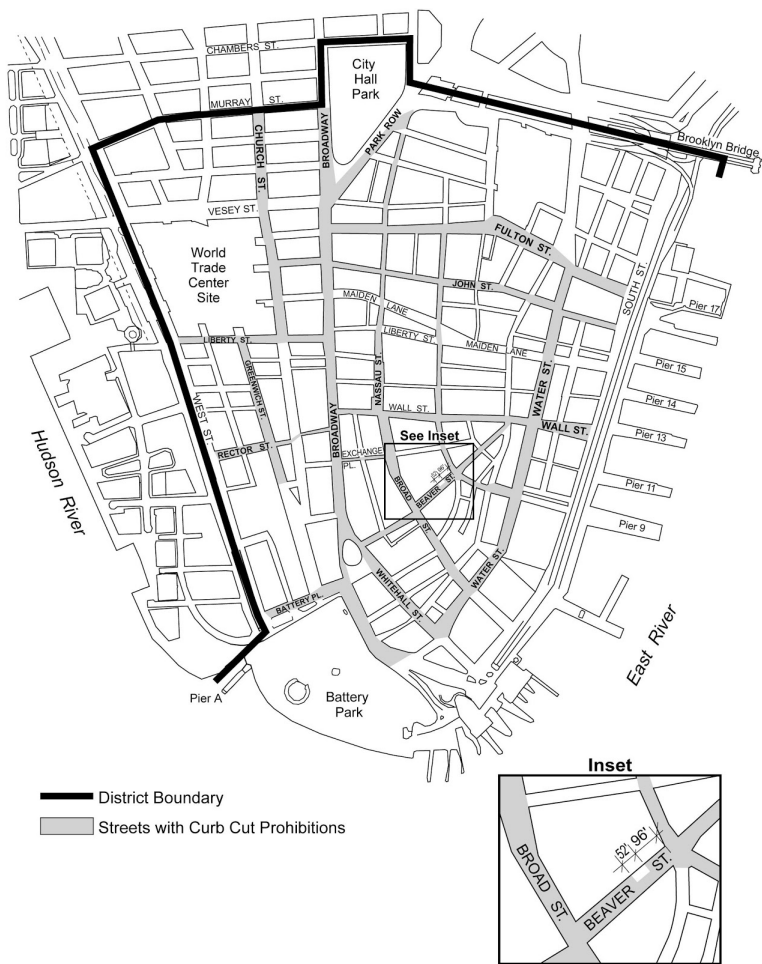 CHAMBERS ST.
City
Hall
Park
MURRAY ST.
CHURCH ST.
BROADWAY
PARK ROW
Brooklyn Bridge
VESEY ST.
FULTON ST.
World
Trade
Center
Site
JOHN ST.
SOUTH ST.
MAIDEN LANE
Pier 17
LIBERTY ST.
LIBERTY ST.
MAIDEN LANE
GREENWICH ST.
NASSAU ST.
WATER ST.
Pier 15
WEST ST.
WALL ST.
WALL ST.
Pier 14
BROADWAY
See Inset
Pier 13
RECTOR ST.
EXCHANGE
PL.
Hudson River
52' 96'
BROAD ST.
BEAVER ST.
Pier 11
Pier 9
WATER ST.
WHITEHALL ST.
BATTERY PL.
East River
Pier A
Battery
Park
District Boundary
Streets with Curb Cut Prohibitions
Inset
52' 96'
BROAD ST.
BEAVER ST.